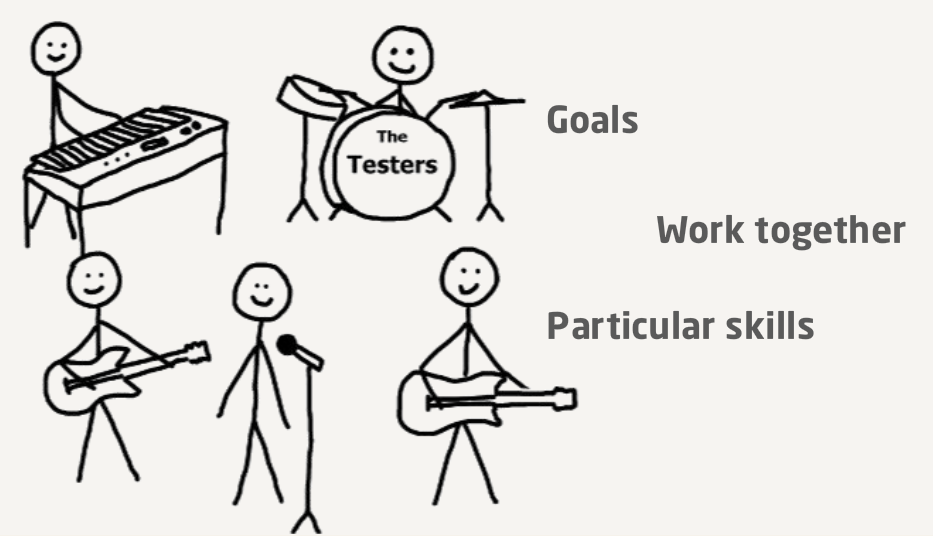 The
Testers
Goals
Work together
Particular skills